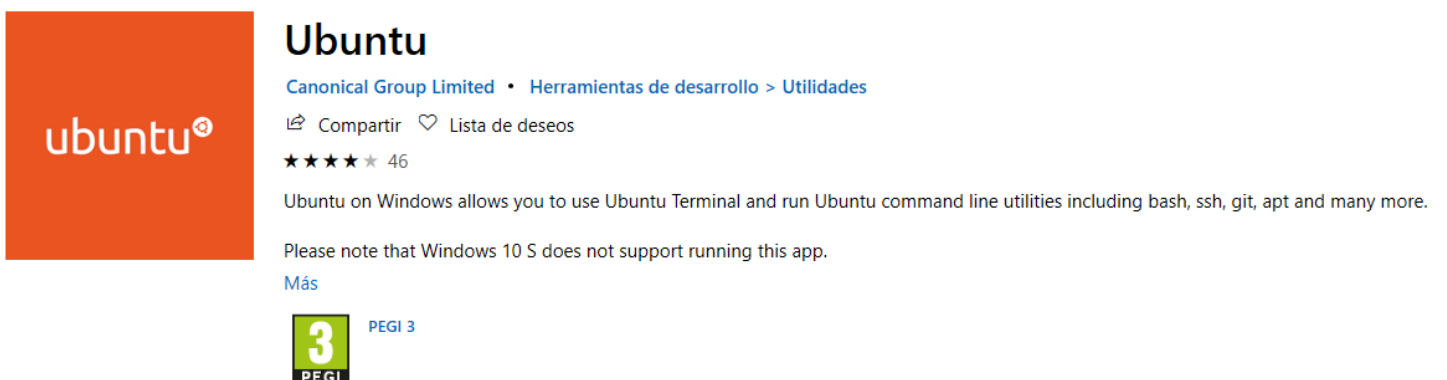 ubuntu
Ubuntu
Canonical Group Limited • Herramientas de desarrollo > Utilidades
Compartir Lista de deseos
46
Ubuntu on Windows allows you to use Ubuntu Terminal and run Ubuntu command line utilities including bash, ssh, git, apt and many more.
Please note that Windows 10 S does not support running this app.
Más
3 PEGI 3
PEGI